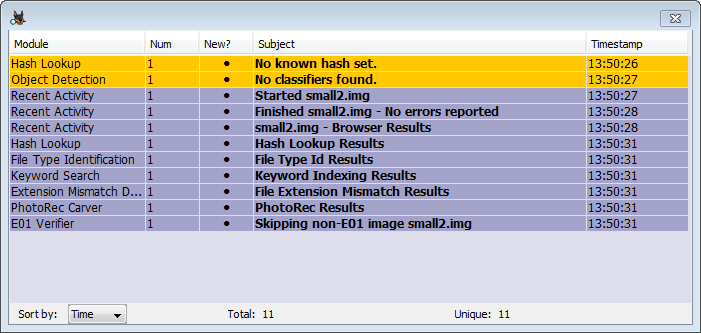 Module Num New? Subject Timestamp
Hash Lookup 1 • No known hash set. 13:50:26
Object Detection 1 • No classifiers found. 13:50:27
Recent Activity 1 • Started small2.img 13:50:27
Recent Activity 1 • Finished small2.img - No errors reported 13:50:28
Recent Activity 1 • small2.img - Browser Results 13:50:28
Hash Lookup 1 • Hash Lookup Results 13:50:31
File Type Identification 1 • File Type Id Results 13:50:31
Keyword Search 1 • Keyword Indexing Results 13:50:31
Extension Mismatch D... 1 • File Extension Mismatch Results 13:50:31
PhotoRec Carver 1 • PhotoRec Results 13:50:31
E01 Verifier 1 • Skipping non-E01 image small2.img 13:50:31
Sort by: Time Total: 11 Unique: 11